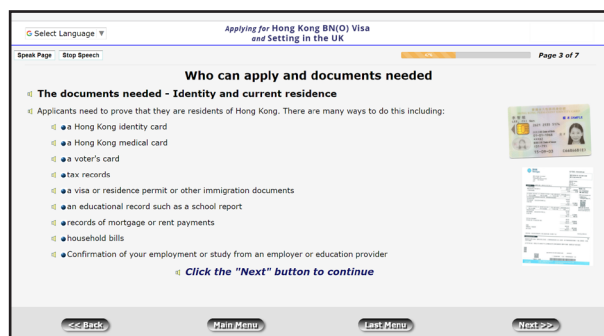 G Select Language ▼
Applying for Hong Kong BN(O) Visa
and Setting in the UK
Speak Page
Stop Speech
Page 3 of 7
Who can apply and documents needed
The documents needed - Identity and current residence
Applicants need to prove that they are residents of Hong Kong. There are many ways to do this including:
a Hong Kong identity card
a Hong Kong medical card
a voter's card
tax records
a visa or residence permit or other immigration documents
an educational record such as a school report
records of mortgage or rent payments
household bills
Confirmation of your employment or study from an employer or education provider
Click the "Next" button to continue
<< Back
Main Menu
Last Menu
Next >>